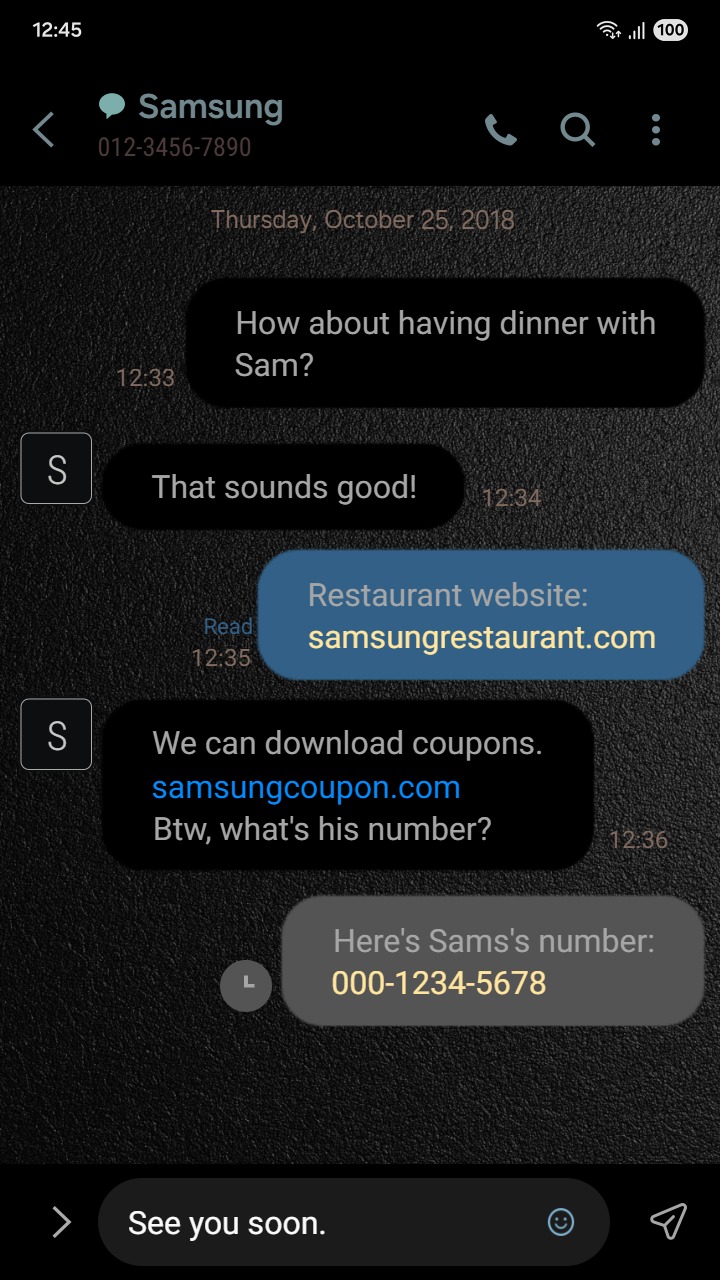 12:45
100
Samsung
012-3456-7890
Thursday, October 25, 2018
How about having dinner with
Sam?
12:33
S
That sounds good!
12:34
Restaurant website:
samsungrestaurant.com
Read
12:35
S
We can download coupons.
samsungcoupon.com
Btw, what's his number?
12:36
Here's Sams's number:
000-1234-5678
See you soon.